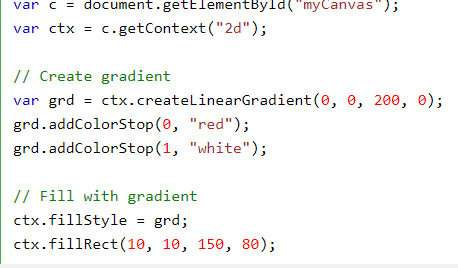 var c = document.getElementById("myCanvas");
var ctx = c.getContext("2d");
// Create gradient
var grd = ctx.createLinearGradient(0, 0, 200, 0);
grd.addColorStop(0, "red");
grd.addColorStop(1, "white");
// Fill with gradient
ctx.fillStyle = grd;
ctx.fillRect(10, 10, 150, 80);